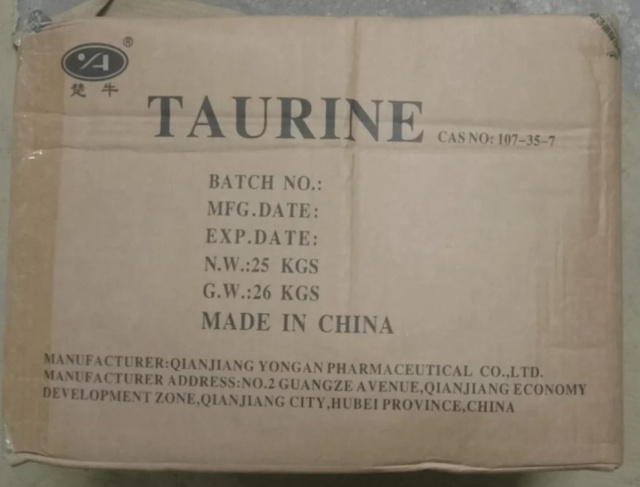 ®
楚牛
TAURINE
CAS NO: 107-35-7
BATCH NO.:
MFG.DATE:
EXP.DATE:
N.W.:25 KGS
G.W.:26 KGS
MADE IN CHINA
MANUFACTURER:QIANJIANG YONGAN PHARMACEUTICAL CO.,LTD.
MANUFACTURER ADDRESS:NO.2 GUANGZE AVENUE,QIANJIANG ECONOMY
DEVELOPMENT ZONE,QIANJIANG CITY,HUBEI PROVINCE,CHINA